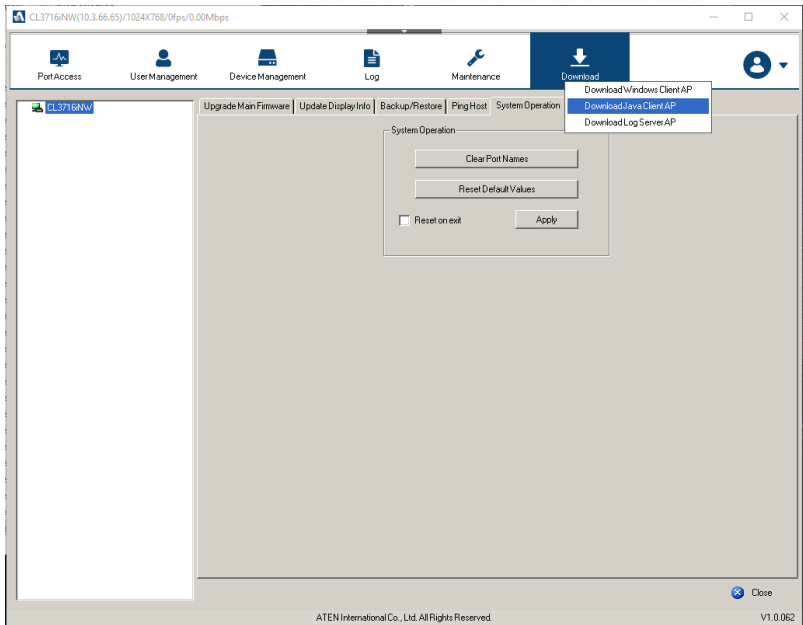 CL3716iNW(10.3.66.65)/1024X768/0fps/0.00Mbps
Port Access User Management Device Management Log Maintenance Download
Download Windows Client AP
Download Java Client AP
Download Log Server AP
CL3716iNW
Upgrade Main Firmware Update Display Info Backup/Restore Ping Host System Operation
System Operation
Clear Port Names
Reset Default Values
Reset on exit Apply
Close
ATEN International Co., Ltd. All Rights Reserved. V1.0.062